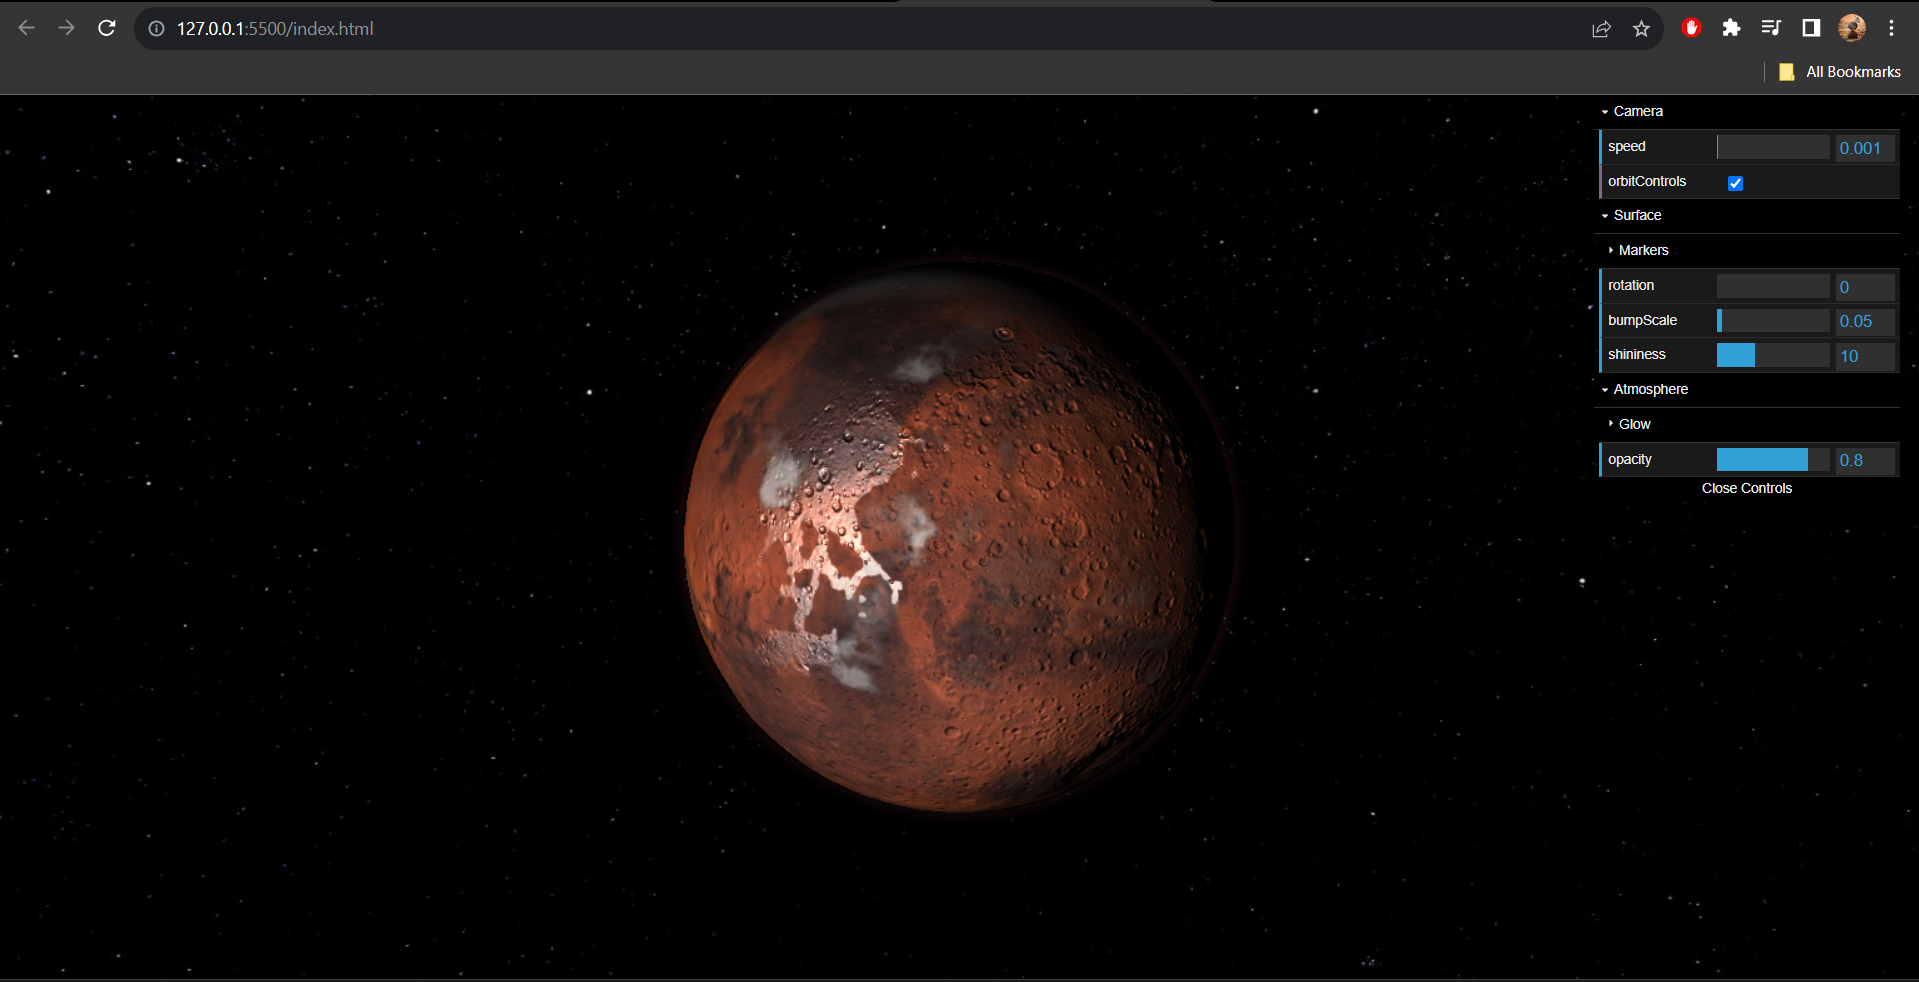 127.0.0.1:5500/index.html
All Bookmarks
Camera
speed 0.001
orbitControls
Surface
Markers
rotation 0
bumpScale 0.05
shininess 10
Atmosphere
Glow
opacity 0.8
Close Controls